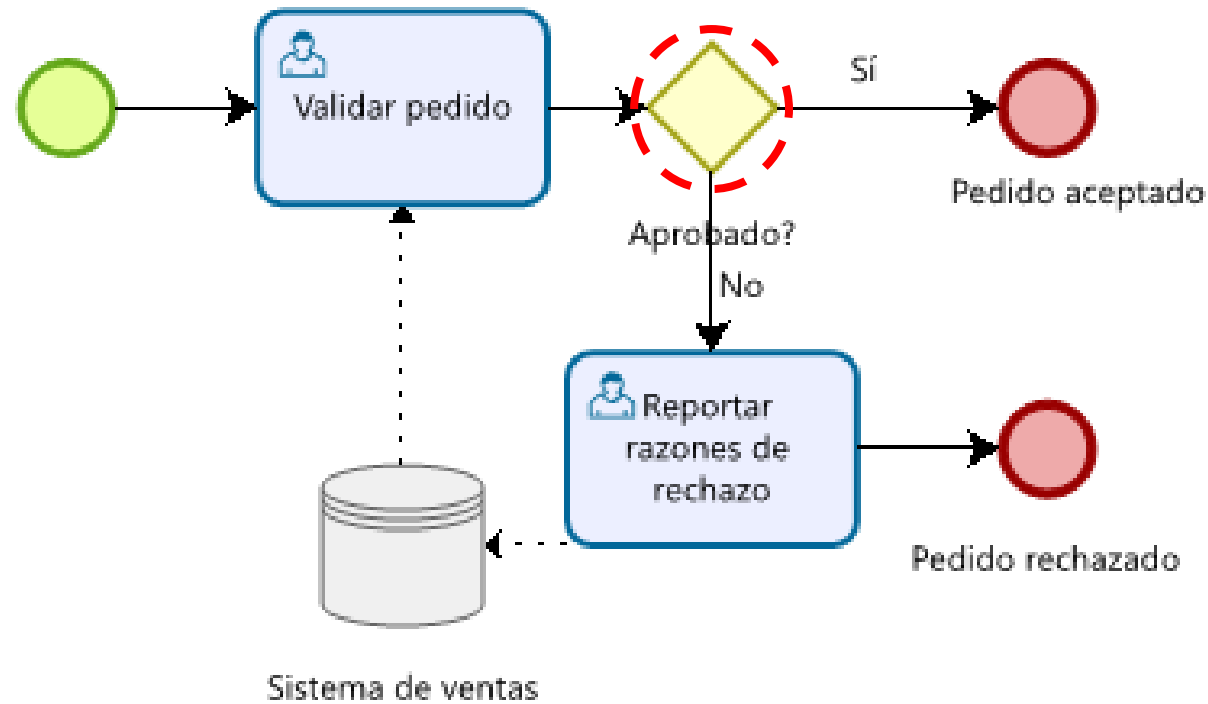 Validar pedido
Sí
Pedido aceptado
Aprobado?
No
Reportar
razones de
rechazo
Pedido rechazado
Sistema de ventas